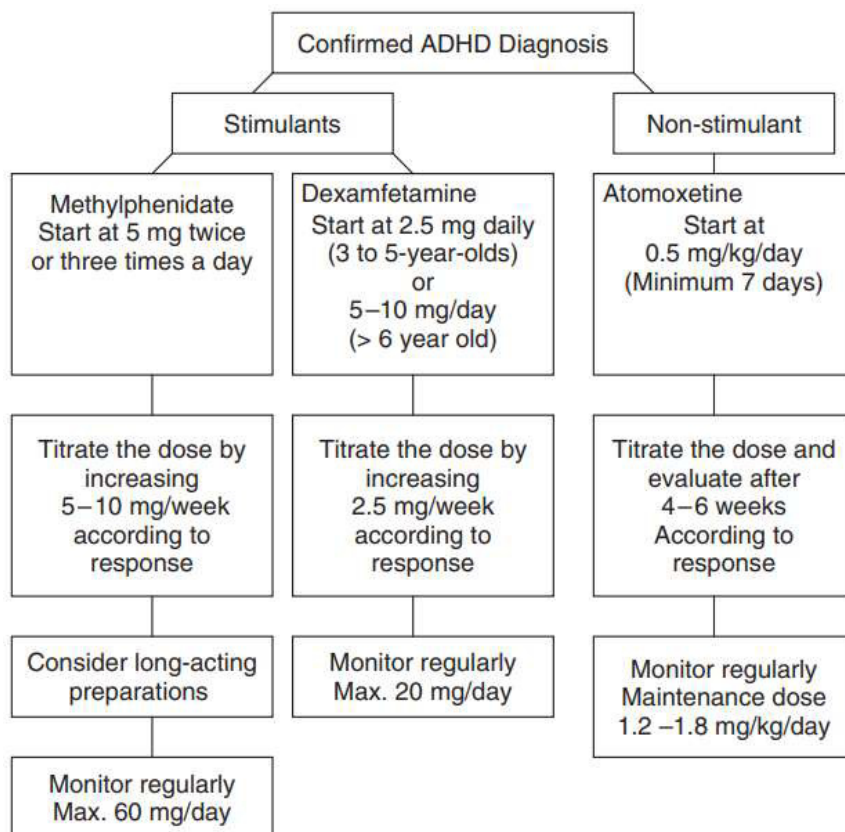 Confirmed ADHD Diagnosis
Stimulants
Non-stimulant
Methylphenidate
Start at 5 mg twice
or three times a day
Dexamfetamine
Start at 2.5 mg daily
(3 to 5-year-olds)
or
5–10 mg/day
(> 6 year old)
Atomoxetine
Start at
0.5 mg/kg/day
(Minimum 7 days)
Titrate the dose by
increasing
5–10 mg/week
according to
response
Titrate the dose by
increasing
2.5 mg/week
according to
response
Titrate the dose and
evaluate after
4–6 weeks
According to
response
Consider long-acting
preparations
Monitor regularly
Max. 20 mg/day
Monitor regularly
Maintenance dose
1.2 –1.8 mg/kg/day
Monitor regularly
Max. 60 mg/day